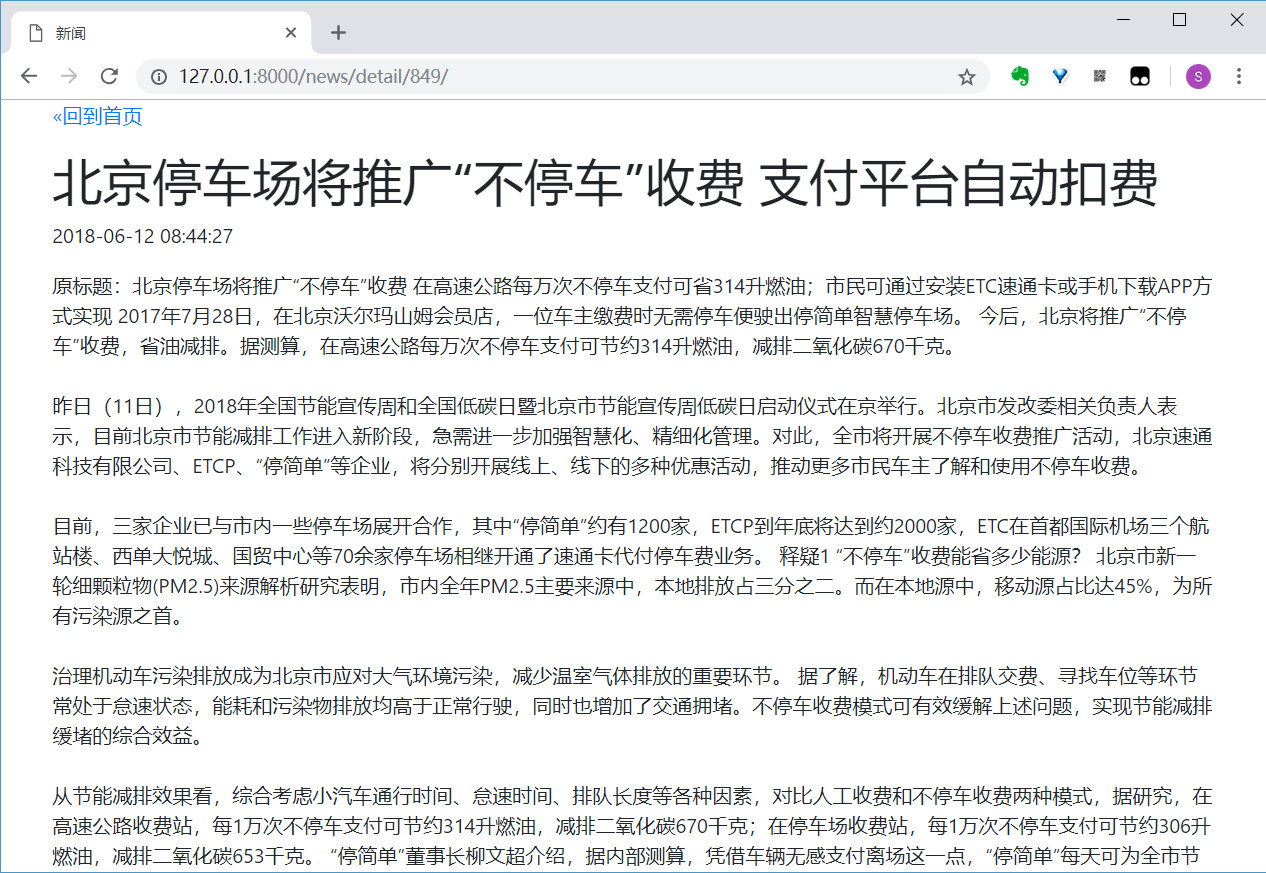 新闻
127.0.0.1:8000/news/detail/849/
S
«回到首页
北京停车场将推广“不停车”收费 支付平台自动扣费
2018-06-12 08:44:27
原标题：北京停车场将推广“不停车”收费 在高速公路每万次不停车支付可省314升燃油；市民可通过安装ETC速通卡或手机下载APP方
式实现 2017年7月28日，在北京沃尔玛山姆会员店，一位车主缴费时无需停车便驶出停简单智慧停车场。 今后，北京将推广“不停
车”收费，省油减排。据测算，在高速公路每万次不停车支付可节约314升燃油，减排二氧化碳670千克。
昨日（11日），2018年全国节能宣传周和全国低碳日暨北京市节能宣传周低碳日启动仪式在京举行。北京市发改委相关负责人表
示，目前北京市节能减排工作进入新阶段，急需进一步加强智慧化、精细化管理。对此，全市将开展不停车收费推广活动，北京速通
科技有限公司、ETCP、“停简单”等企业，将分别开展线上、线下的多种优惠活动，推动更多市民车主了解和使用不停车收费。
目前，三家企业已与市内一些停车场展开合作，其中“停简单”约有1200家，ETCP到年底将达到约2000家，ETC在首都国际机场三个航
站楼、西单大悦城、国贸中心等70余家停车场相继开通了速通卡代付停车费业务。 释疑1 “不停车”收费能省多少能源？ 北京市新一
轮细颗粒物(PM2.5)来源解析研究表明，市内全年PM2.5主要来源中，本地排放占三分之二。而在本地源中，移动源占比达45%，为所
有污染源之首。
治理机动车污染排放成为北京市应对大气环境污染，减少温室气体排放的重要环节。 据了解，机动车在排队交费、寻找车位等环节
常处于怠速状态，能耗和污染物排放均高于正常行驶，同时也增加了交通拥堵。不停车收费模式可有效缓解上述问题，实现节能减排
缓堵的综合效益。
从节能减排效果看，综合考虑小汽车通行时间、怠速时间、排队长度等各种因素，对比人工收费和不停车收费两种模式，据研究，在
高速公路收费站，每1万次不停车支付可节约314升燃油，减排二氧化碳670千克；在停车场收费站，每1万次不停车支付可节约306升
燃油，减排二氧化碳653千克。 “停简单”董事长柳文超介绍，据内部测算，凭借车辆无感支付离场这一点，“停简单”每天可为全市节